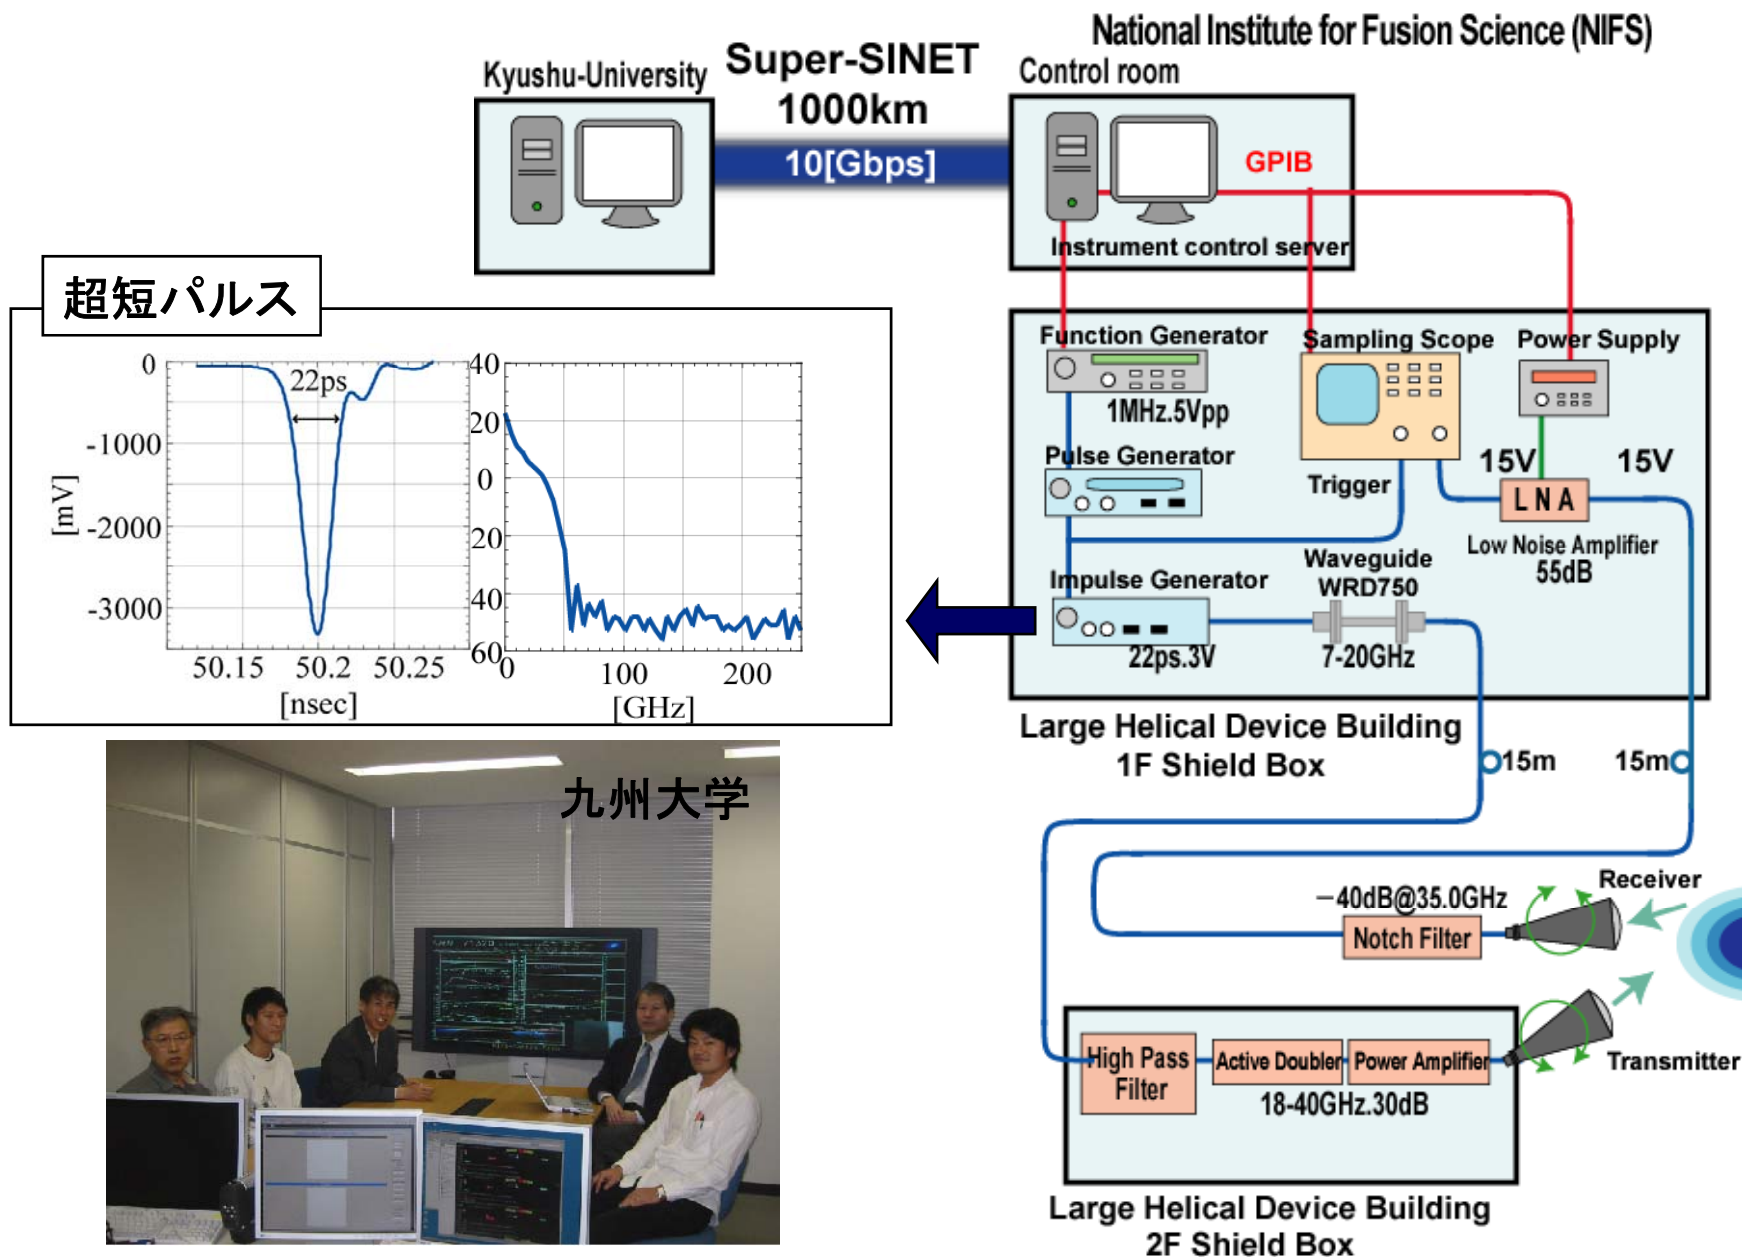 National Institute for Fusion Science (NIFS)
Kyushu-University
Super-SINET
1000km
10[Gbps]
Control room
GPIB
Instrument control server
超短パルス
0
-1000
-2000
-3000
[mV]
22ps
50.15 50.2 50.25
[nsec]
40
20
0
20
40
60
0 100 200
[GHz]
Function Generator
1MHz.5Vpp
Sampling Scope
Power Supply
Pulse Generator
Trigger
15V
15V
LNA
Low Noise Amplifier
55dB
Impulse Generator
22ps.3V
Waveguide
WRD750
7-20GHz
Large Helical Device Building
1F Shield Box
15m
15m
九州大学
−40dB@35.0GHz
Notch Filter
Receiver
High Pass
Filter
Active Doubler
Power Amplifier
18-40GHz.30dB
Transmitter
Large Helical Device Building
2F Shield Box